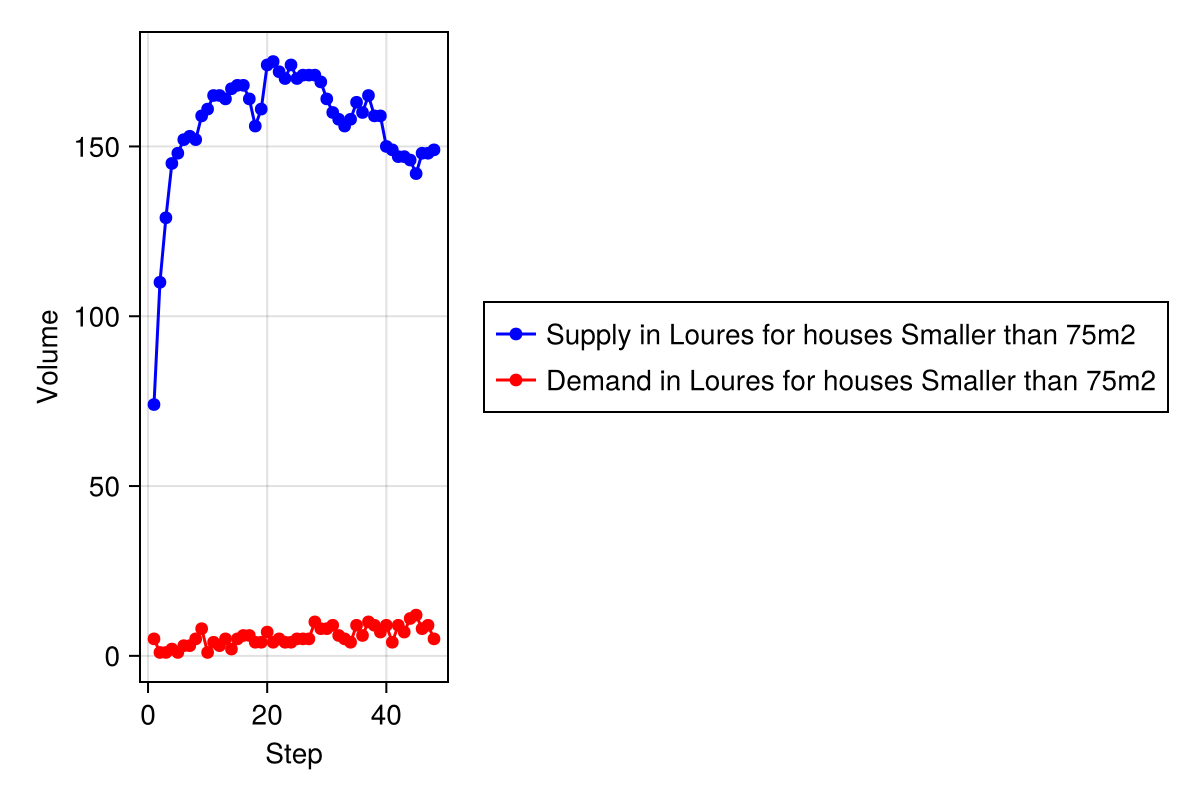 Volume
150
100
50
0
0 20 40
Step
Supply in Loures for houses Smaller than 75m2
Demand in Loures for houses Smaller than 75m2